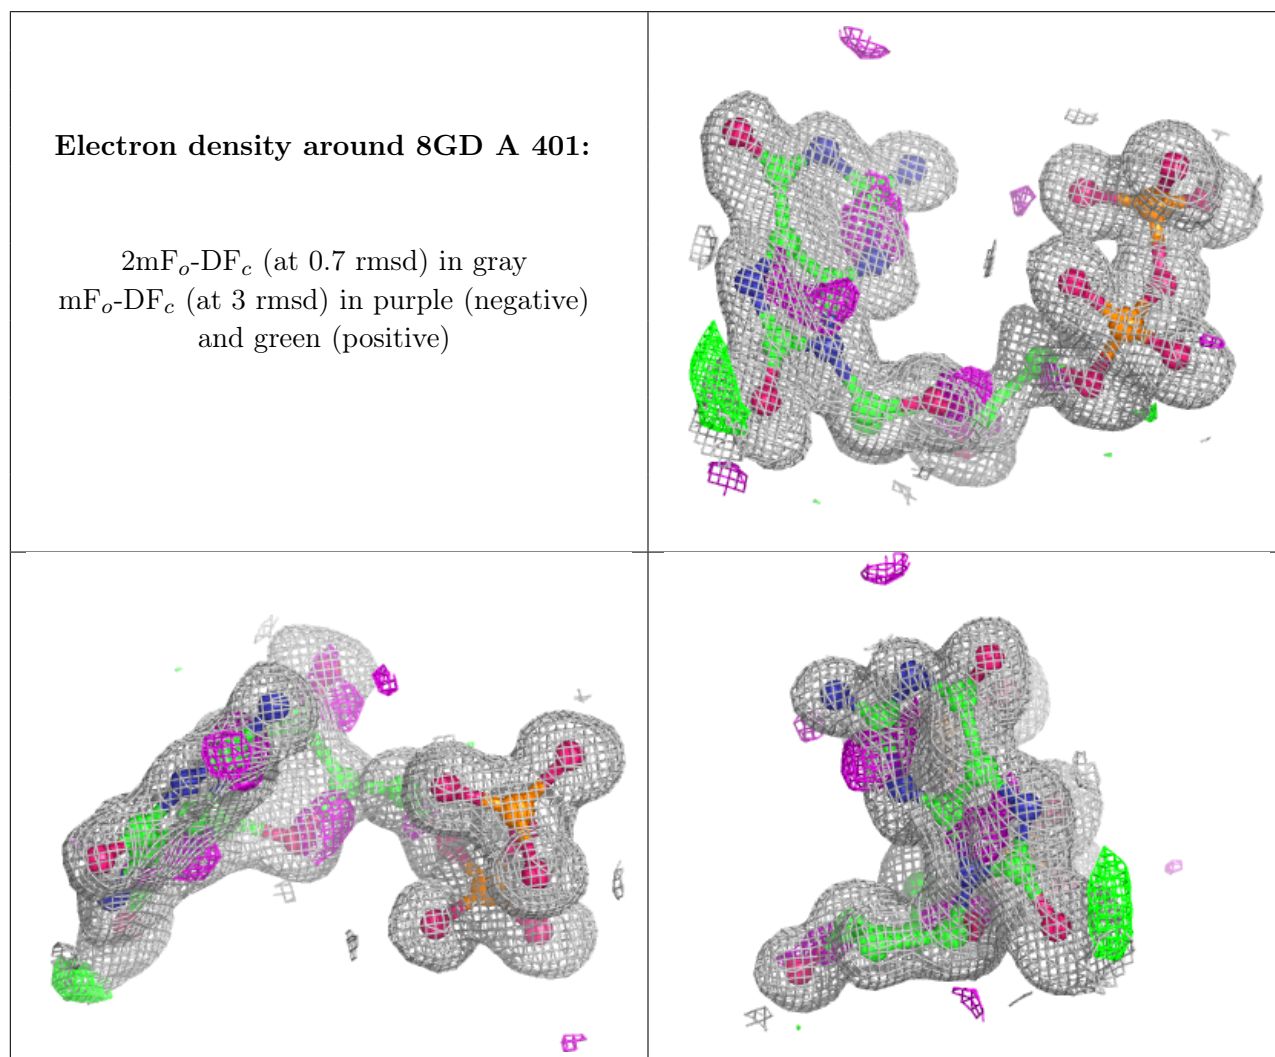 Electron density around 8GD A 401:
2mFo-DFc (at 0.7 rmsd) in gray
mFo-DFc (at 3 rmsd) in purple (negative)
and green (positive)